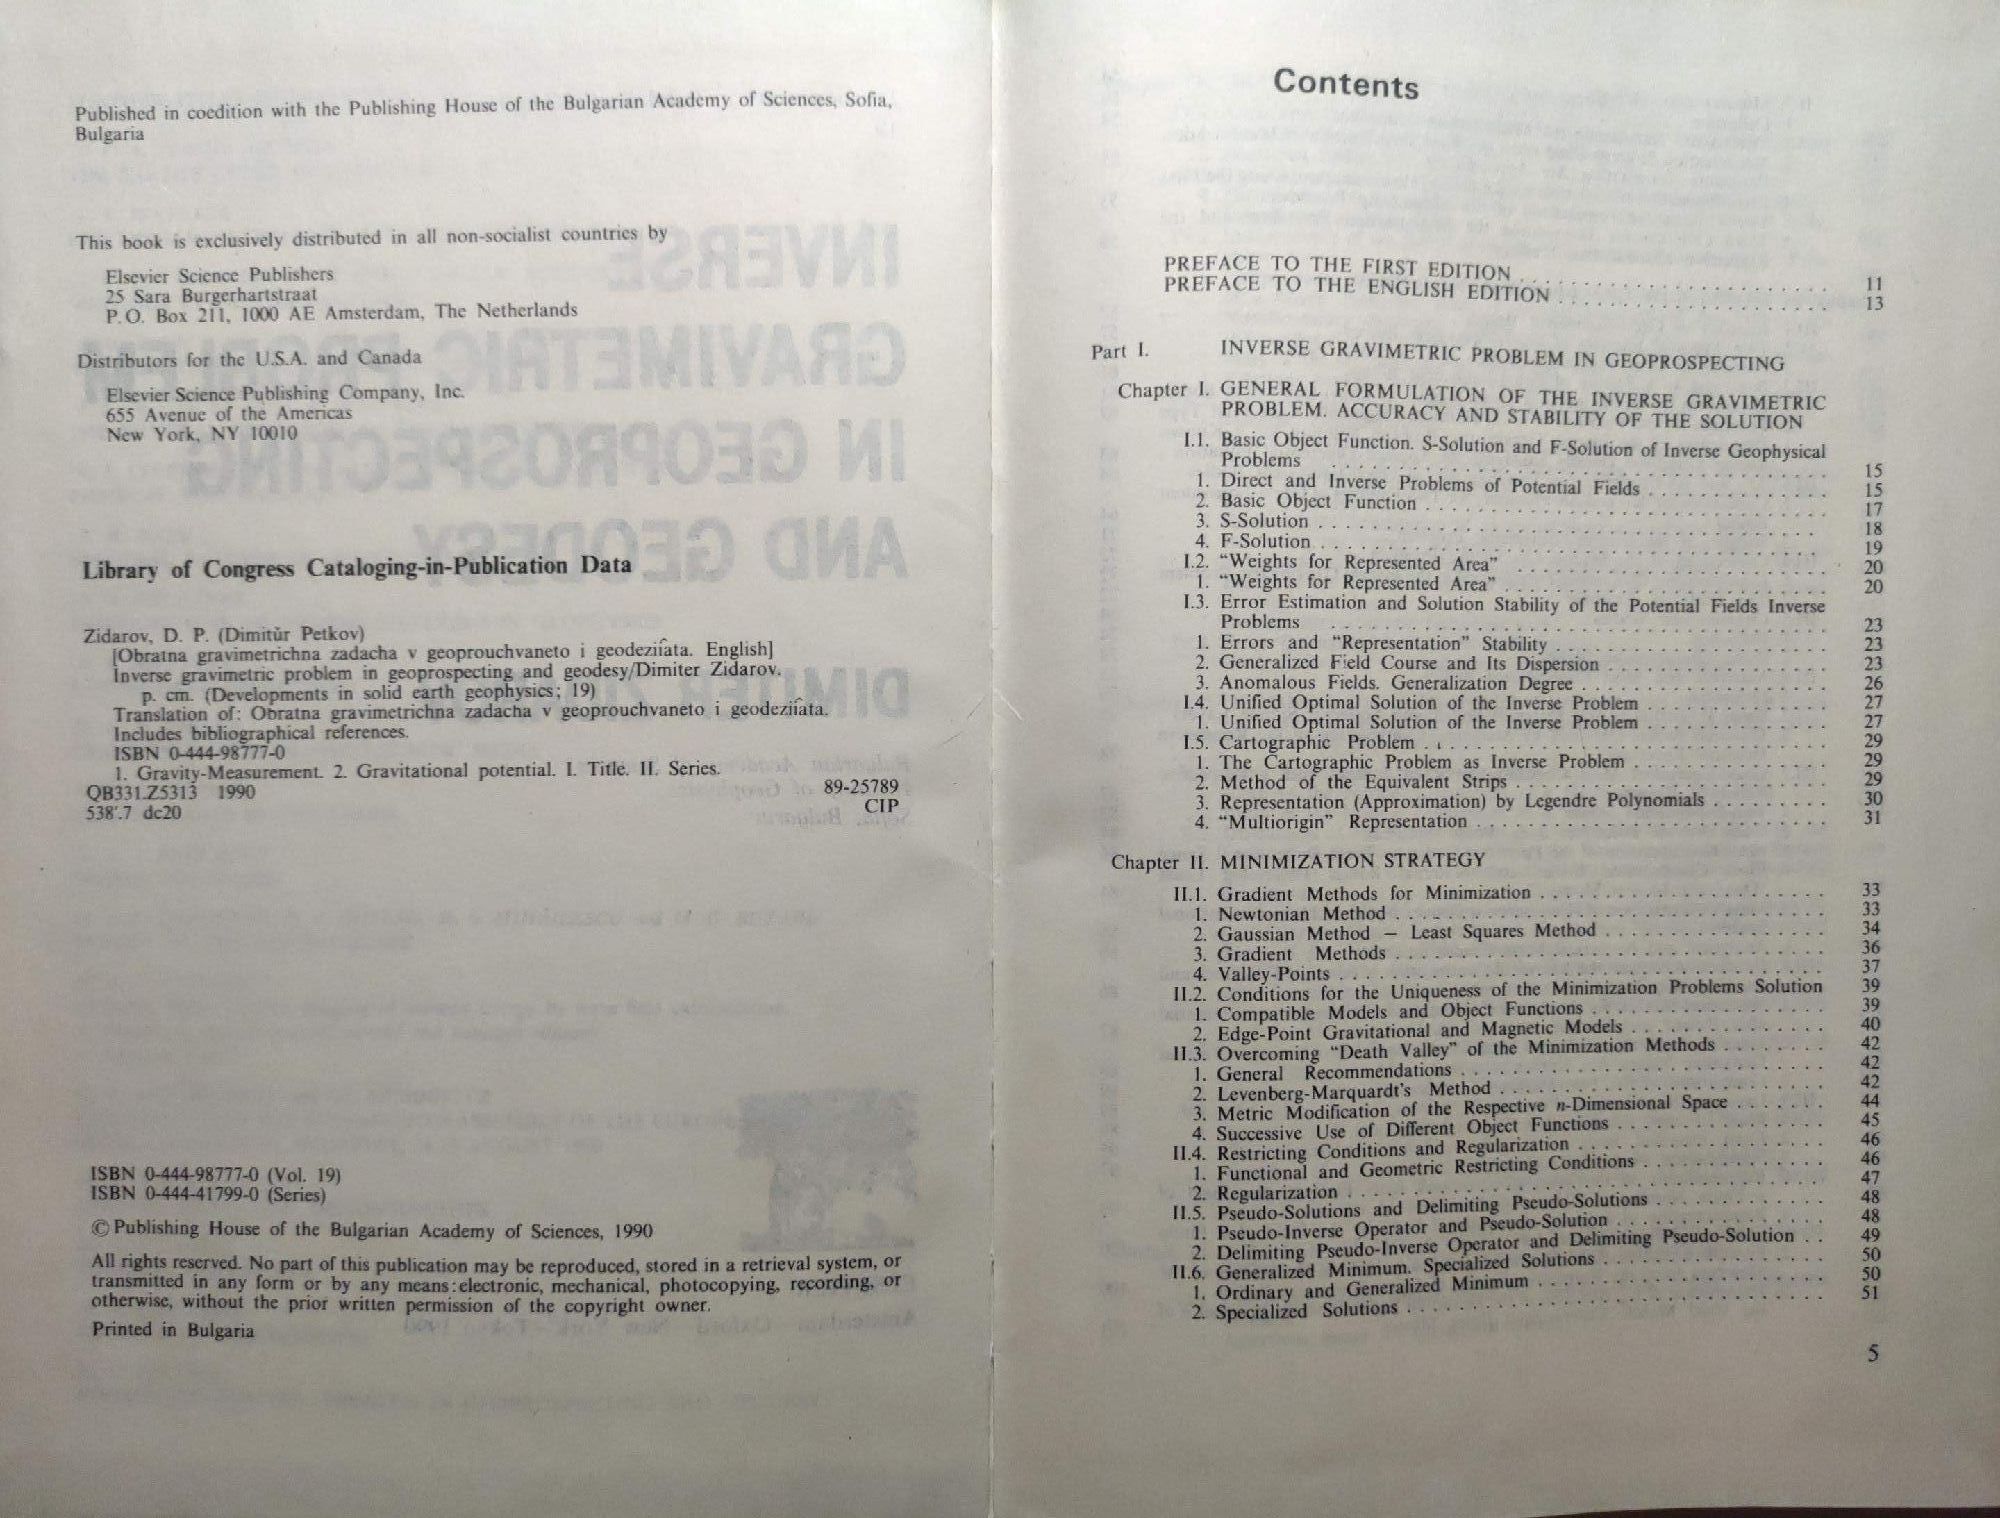 Published in coedition with the Publishing House of the Bulgarian Academy of Sciences, Sofia,
Bulgaria
This book is exclusively distributed in all non-socialist countries by
Elsevier Science Publishers
25 Sara Burgerhartstraat
P.O. Box 211, 1000 AE Amsterdam, The Netherlands
Distributors for the U.S.A. and Canada
Elsevier Science Publishing Company, Inc.
655 Avenue of the Americas
New York, NY 10010
Library of Congress Cataloging-in-Publication Data
Zidarov, D. P. (Dimitŭr Petkov)
[Obratna gravimetrichna zadacha v geoprouchvaneto i geodezii͡ata. English]
Inverse gravimetric problem in geoprospecting and geodesy/Dimiter Zidarov.
p. cm. (Developments in solid earth geophysics; 19)
Translation of: Obratna gravimetrichna zadacha v geoprouchvaneto i geodezii͡ata.
Includes bibliographical references.
ISBN 0-444-98777-0
1. Gravity-Measurement. 2. Gravitational potential. I. Title. II. Series.
QB331.Z5313 1990 89-25789
538'.7 dc20 CIP
ISBN 0-444-98777-0 (Vol. 19)
ISBN 0-444-41799-0 (Series)
© Publishing House of the Bulgarian Academy of Sciences, 1990
All rights reserved. No part of this publication may be reproduced, stored in a retrieval system, or
transmitted in any form or by any means: electronic, mechanical, photocopying, recording, or
otherwise, without the prior written permission of the copyright owner.
Printed in Bulgaria
Contents
PREFACE TO THE FIRST EDITION . . . 11
PREFACE TO THE ENGLISH EDITION . . . 13
Part I. INVERSE GRAVIMETRIC PROBLEM IN GEOPROSPECTING
Chapter I. GENERAL FORMULATION OF THE INVERSE GRAVIMETRIC
PROBLEM. ACCURACY AND STABILITY OF THE SOLUTION
I.1. Basic Object Function. S-Solution and F-Solution of Inverse Geophysical
Problems . . . 15
1. Direct and Inverse Problems of Potential Fields . . . 15
2. Basic Object Function . . . 17
3. S-Solution . . . 18
4. F-Solution . . . 19
I.2. “Weights for Represented Area” . . . 20
1. “Weights for Represented Area” . . . 20
I.3. Error Estimation and Solution Stability of the Potential Fields Inverse
Problems . . . 23
1. Errors and “Representation” Stability . . . 23
2. Generalized Field Course and Its Dispersion . . . 23
3. Anomalous Fields. Generalization Degree . . . 26
I.4. Unified Optimal Solution of the Inverse Problem . . . 27
1. Unified Optimal Solution of the Inverse Problem . . . 27
I.5. Cartographic Problem . . . 29
1. The Cartographic Problem as Inverse Problem . . . 29
2. Method of the Equivalent Strips . . . 29
3. Representation (Approximation) by Legendre Polynomials . . . 30
4. “Multiorigin” Representation . . . 31
Chapter II. MINIMIZATION STRATEGY
II.1. Gradient Methods for Minimization . . . 33
1. Newtonian Method . . . 33
2. Gaussian Method — Least Squares Method . . . 34
3. Gradient Methods . . . 36
4. Valley-Points . . . 37
II.2. Conditions for the Uniqueness of the Minimization Problems Solution 39
1. Compatible Models and Object Functions . . . 39
2. Edge-Point Gravitational and Magnetic Models . . . 40
II.3. Overcoming “Death Valley” of the Minimization Methods . . . 42
1. General Recommendations . . . 42
2. Levenberg-Marquardt's Method . . . 42
3. Metric Modification of the Respective n-Dimensional Space . . . 44
4. Successive Use of Different Object Functions . . . 45
II.4. Restricting Conditions and Regularization . . . 46
1. Functional and Geometric Restricting Conditions . . . 46
2. Regularization . . . 47
II.5. Pseudo-Solutions and Delimiting Pseudo-Solutions . . . 48
1. Pseudo-Inverse Operator and Pseudo-Solution . . . 48
2. Delimiting Pseudo-Inverse Operator and Delimiting Pseudo-Solution . . 49
II.6. Generalized Minimum. Specialized Solutions . . . 50
1. Ordinary and Generalized Minimum . . . 50
2. Specialized Solutions . . . 51
5